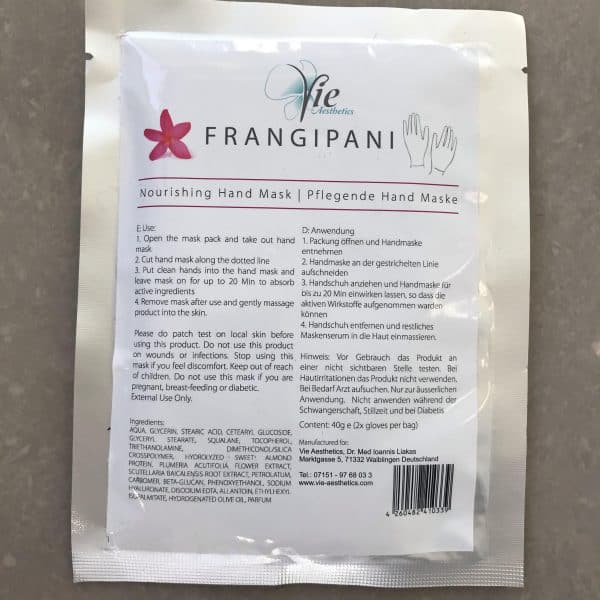 Vie
Aesthetics
FRANGIPANI
Nourishing Hand Mask | Pflegende Hand Maske
E: Use:
1. Open the mask pack and take out hand
mask
2. Cut hand mask along the dotted line
3. Put clean hands into the hand mask and
leave mask on for up to 20 Min to absorb
active ingredients
4. Remove mask after use and gently massage
product into the skin.
Please do patch test on local skin before
using this product. Do not use this product
on wounds or infections. Stop using this
mask if you feel discomfort. Keep out of reach
of children. Do not use this mask if you are
pregnant, breast-feeding or diabetic.
External Use Only.
Ingredients:
AQUA, GLYCERIN, STEARIC ACID, CETEARYL GLUCOSIDE,
GLYCERYL STEARATE, SQUALANE, TOCOPHEROL,
TRIETHANOLAMINE, DIMETHICONOL/SILICA
CROSSPOLYMER, HYDROLYZED SWEET ALMOND
PROTEIN, PLUMERIA ACUTIFOLIA FLOWER EXTRACT,
SCUTELLARIA BAICALENSIS ROOT EXTRACT, PETROLATUM,
CARBOMER, BETA-GLUCAN, PHENOXYETHANOL, SODIUM
HYALURONATE, DISODIUM EDTA, ALLANTOIN, ETHYLHEXYL
ISOPALMITATE, HYDROGENATED OLIVE OIL, PARFUM
D: Anwendung
1. Packung öffnen und Handmaske
entnehmen
2. Handmaske an der gestrichelten Linie
aufschneiden
3. Handschuh anziehen und Handmaske für
bis zu 20 Min einwirken lassen, so dass die
aktiven Wirkstoffe aufgenommen warden
können
4. Handschuh entfernen und restliches
Maskenserum in die Haut einmassieren.
Hinweis: Vor Gebrauch das Produkt an
einer nicht sichtbaren Stelle testen. Bei
Hautirritationen das Produkt nicht verwenden.
Bei Bedarf Arzt aufsuchen. Nur zur äusserlichen
Anwendung. Nicht anwenden während der
Schwangerschaft, Stillzeit und bei Diabetis
Content: 40g e (2x gloves per bag)
Manufactured for:
Vie Aesthetics, Dr. Med Ioannis Liakas
Marktgasse 5, 71332 Waiblingen Deutschland
Tel.: 07151 - 97 68 03 3
www.vie-aesthetics.com
4 260482 410339